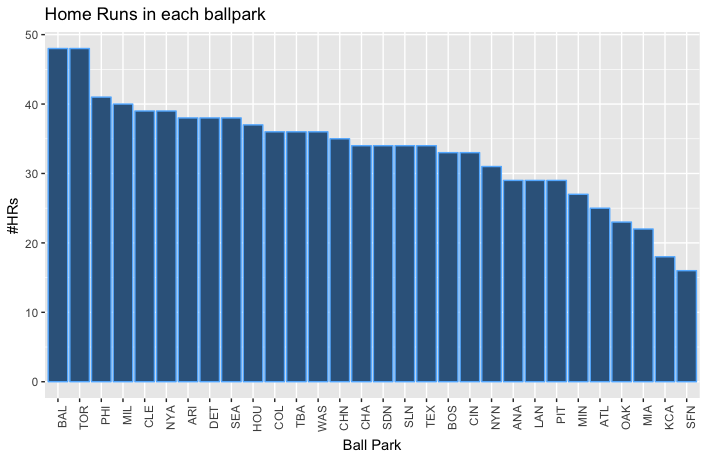 Home Runs in each ballpark
50
40
30
20
10
0
#HRs
BAL TOR PHI MIL CLE NYA ARI DET SEA HOU COL TBA WAS CHN CHA SDN SLN TEX BOS CIN NYN ANA LAN PIT MIN ATL OAK MIA KCA SFN
Ball Park